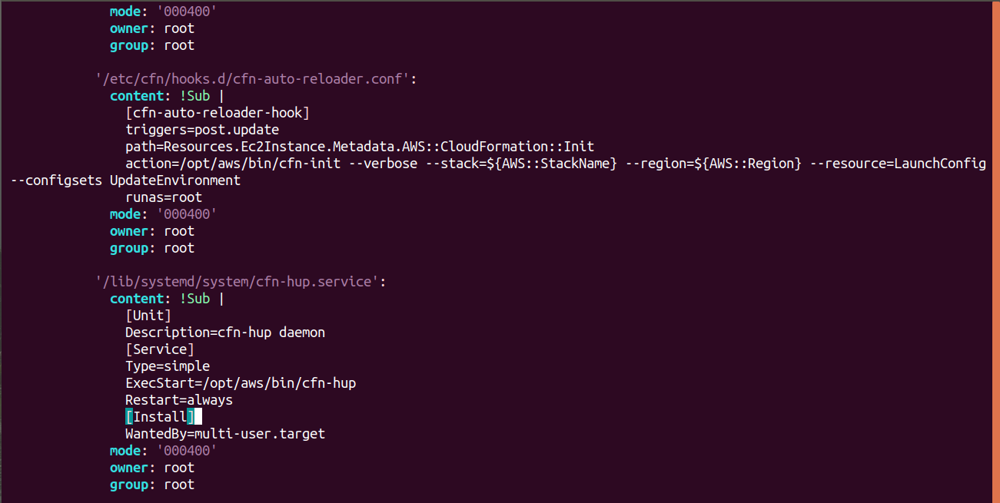 mode: '000400'
owner: root
group: root
'/etc/cfn/hooks.d/cfn-auto-reloader.conf':
content: !Sub |
[cfn-auto-reloader-hook]
triggers=post.update
path=Resources.Ec2Instance.Metadata.AWS::CloudFormation::Init
action=/opt/aws/bin/cfn-init --verbose --stack=${AWS::StackName} --region=${AWS::Region} --resource=LaunchConfig
--configsets UpdateEnvironment
runas=root
mode: '000400'
owner: root
group: root
'/lib/systemd/system/cfn-hup.service':
content: !Sub |
[Unit]
Description=cfn-hup daemon
[Service]
Type=simple
ExecStart=/opt/aws/bin/cfn-hup
Restart=always
[Install]
WantedBy=multi-user.target
mode: '000400'
owner: root
group: root